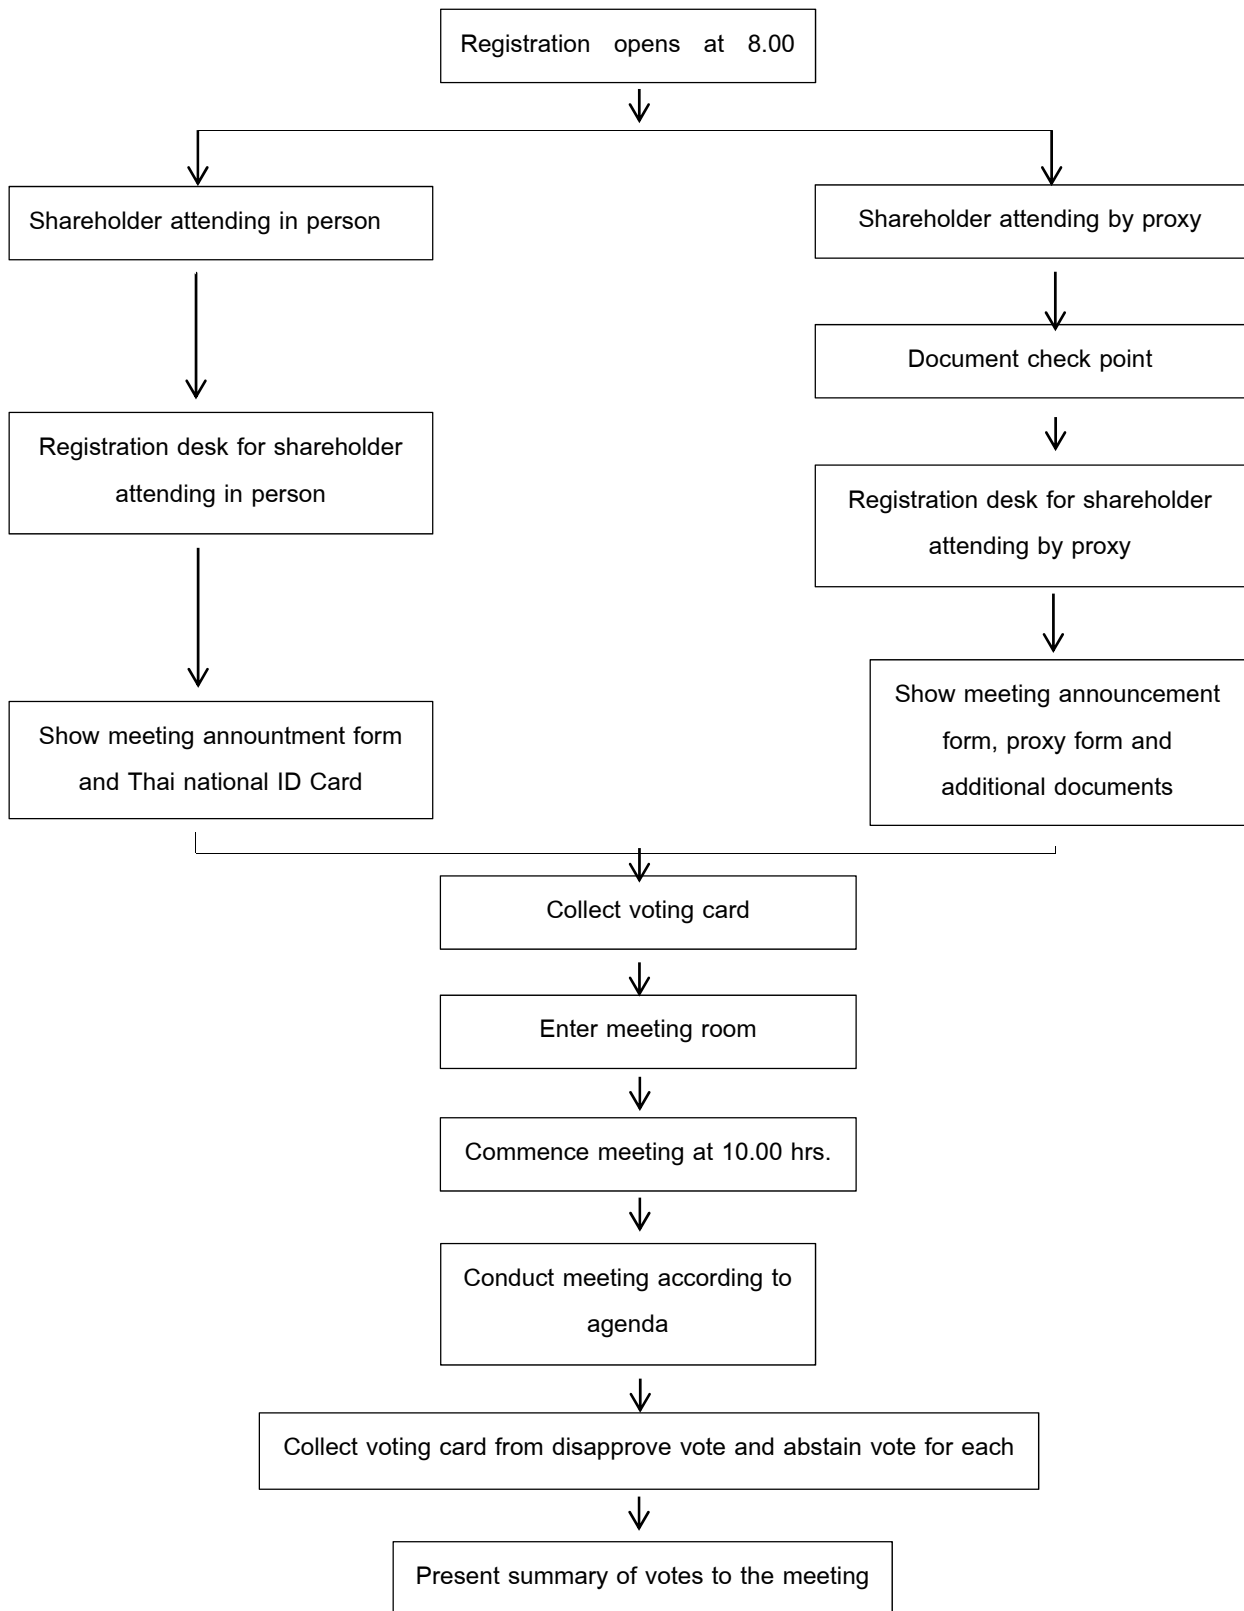 Registration opens at 8.00
Shareholder attending in person
Shareholder attending by proxy
Document check point
Registration desk for shareholder
attending in person
Registration desk for shareholder
attending by proxy
Show meeting annountment form
and Thai national ID Card
Show meeting announcement
form, proxy form and
additional documents
Collect voting card
Enter meeting room
Commence meeting at 10.00 hrs.
Conduct meeting according to
agenda
Collect voting card from disapprove vote and abstain vote for each
Present summary of votes to the meeting